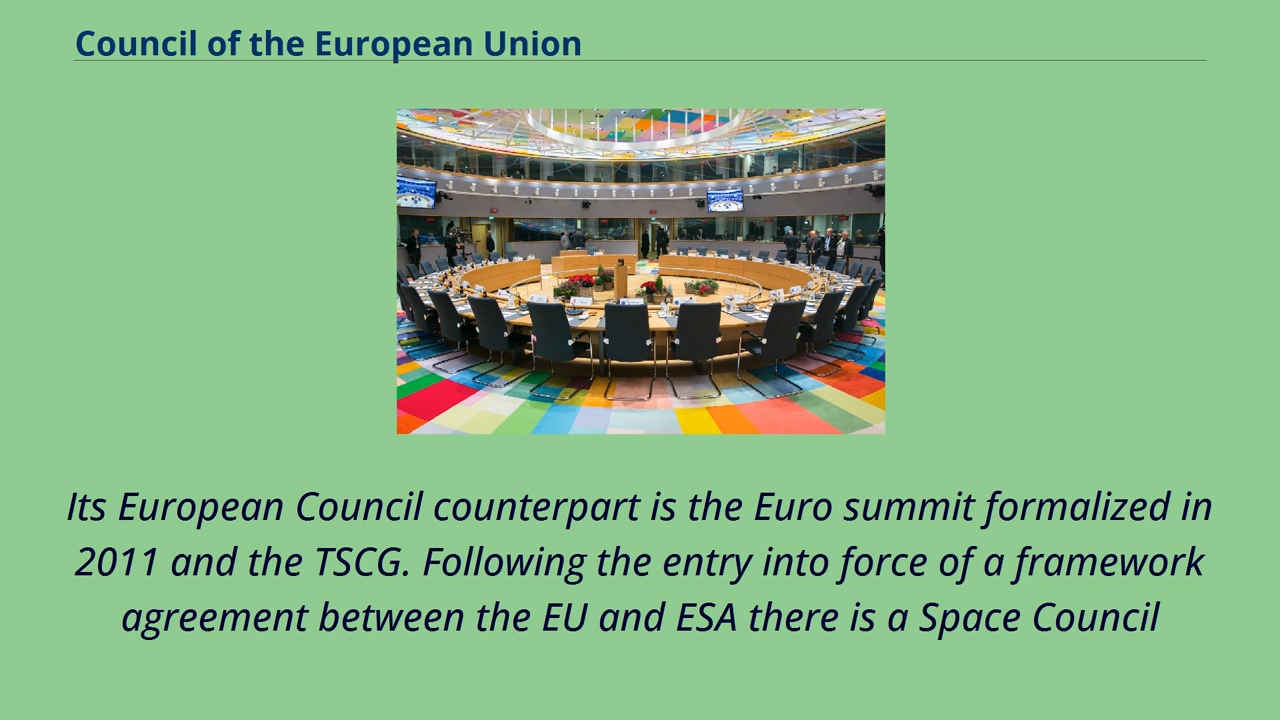 Council of the European Union
Its European Council counterpart is the Euro summit formalized in
2011 and the TSCG. Following the entry into force of a framework
agreement between the EU and ESA there is a Space Council